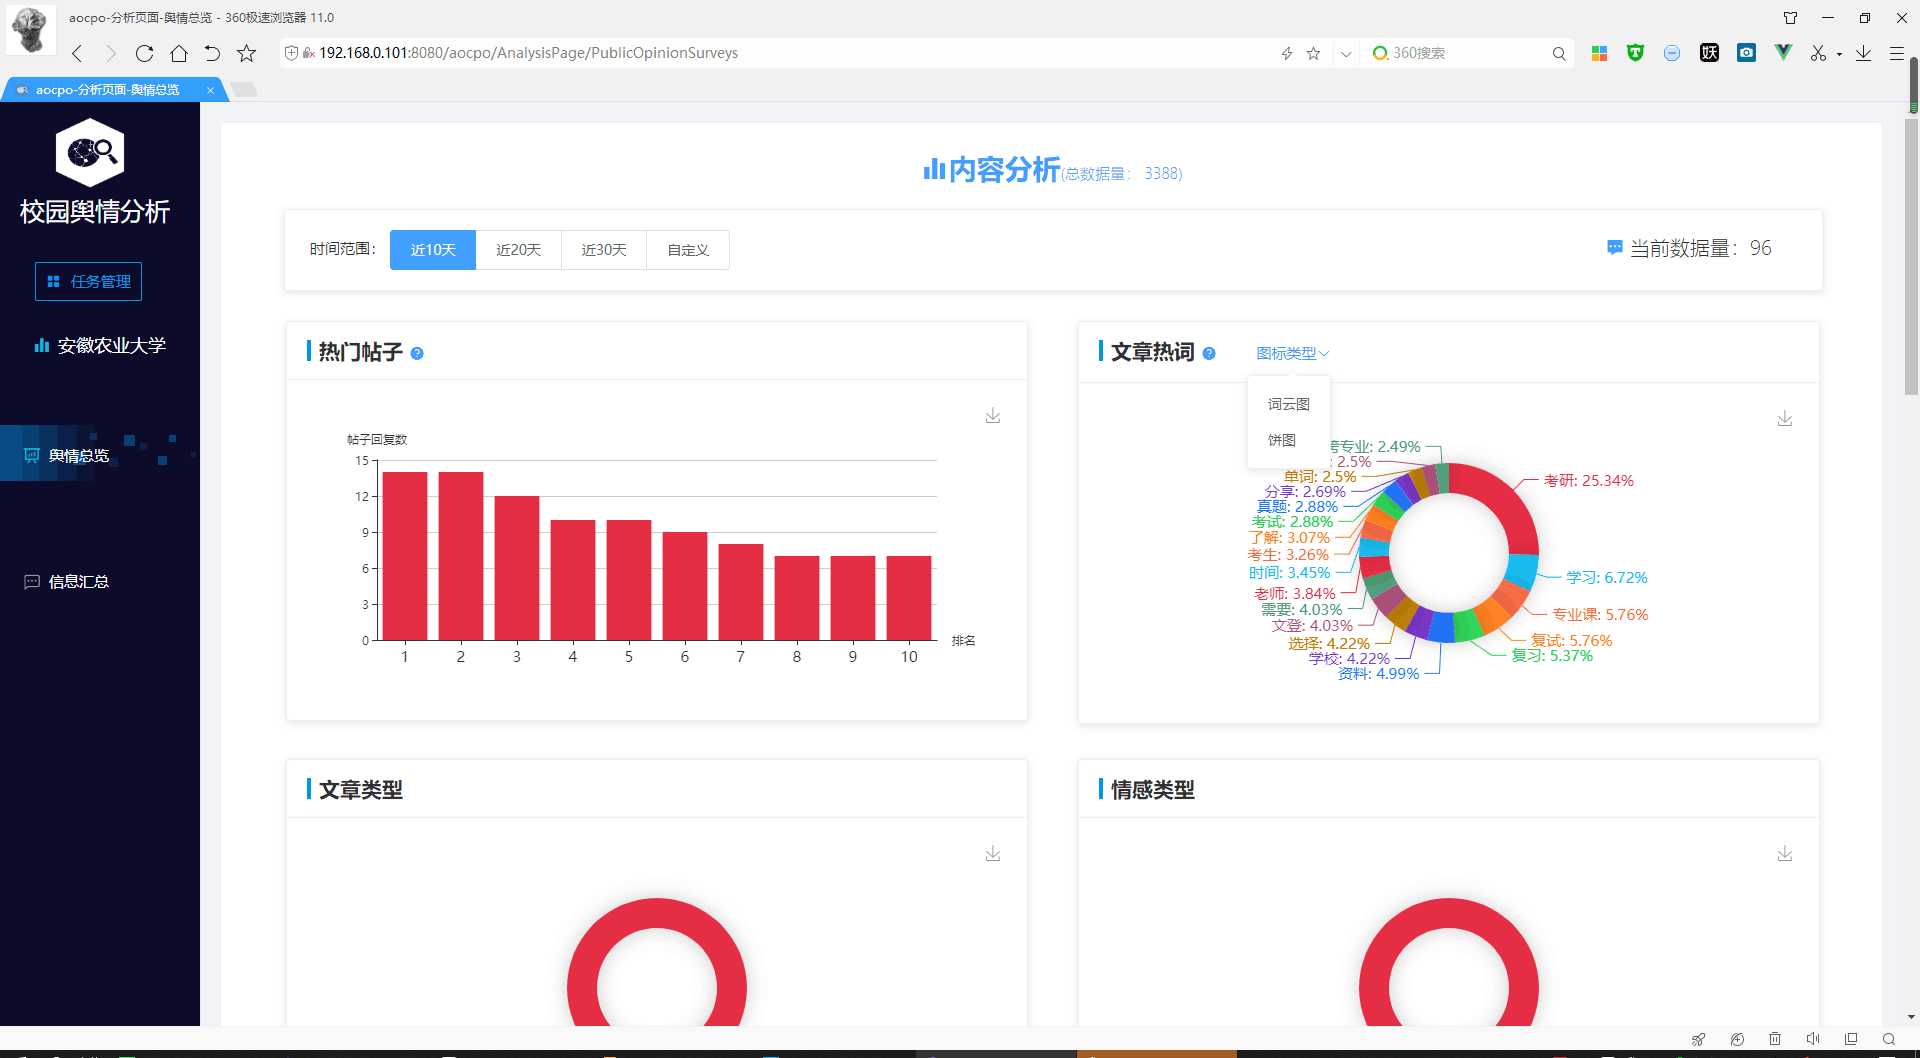 aocpo-分析页面-舆情总览 - 360极速浏览器 11.0
192.168.0.101:8080/aocpo/AnalysisPage/PublicOpinionSurveys
360搜索
妖
aocpo-分析页面-舆情总览
校园舆情分析
任务管理
安徽农业大学
舆情总览
信息汇总
内容分析(总数据量： 3388)
时间范围：
近10天
近20天
近30天
自定义
当前数据量：96
热门帖子
帖子回复数
15
12
9
6
3
0
1 2 3 4 5 6 7 8 9 10
排名
文章热词
图标类型
词云图
饼图
考专业: 2.49%
: 2.5%
单词: 2.5%
分享: 2.69%
真题: 2.88%
考试: 2.88%
了解: 3.07%
考生: 3.26%
时间: 3.45%
老师: 3.84%
需要: 4.03%
文登: 4.03%
选择: 4.22%
学校: 4.22%
资料: 4.99%
考研: 25.34%
学习: 6.72%
专业课: 5.76%
复试: 5.76%
复习: 5.37%
文章类型
情感类型